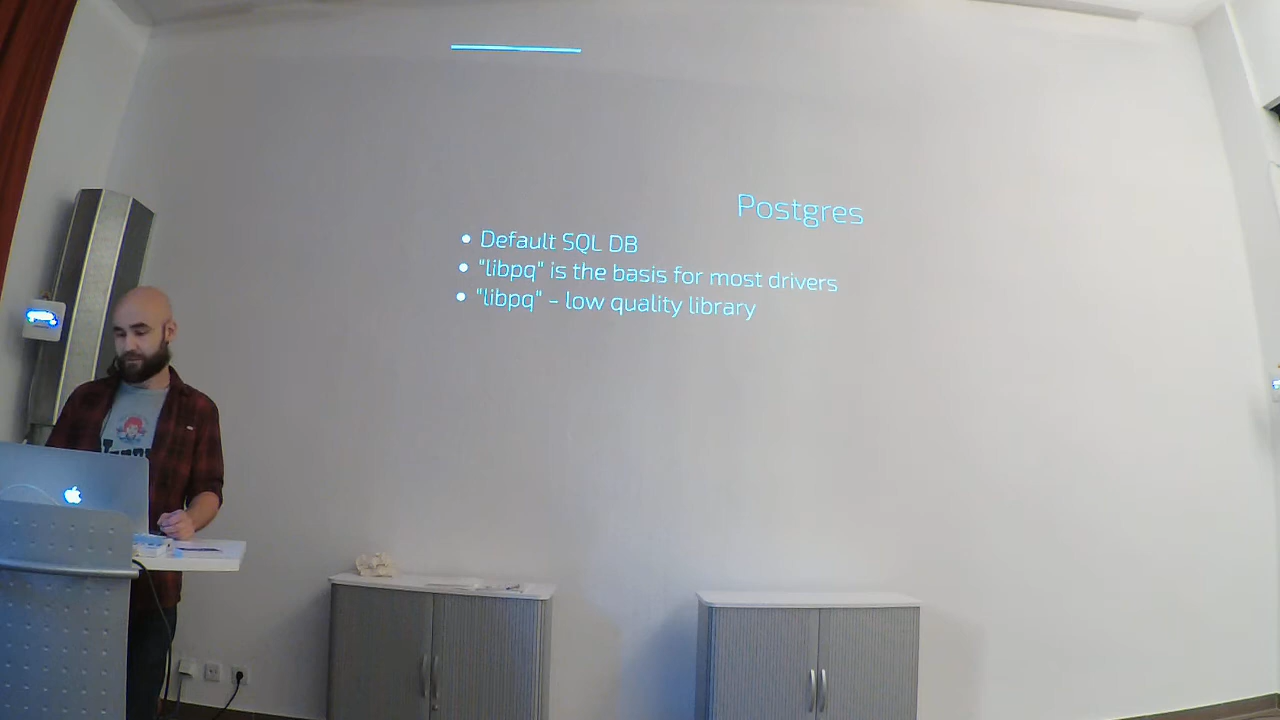 Postgres
• Default SQL DB
• "libpq" is the basis for most drivers
• "libpq" – low quality library